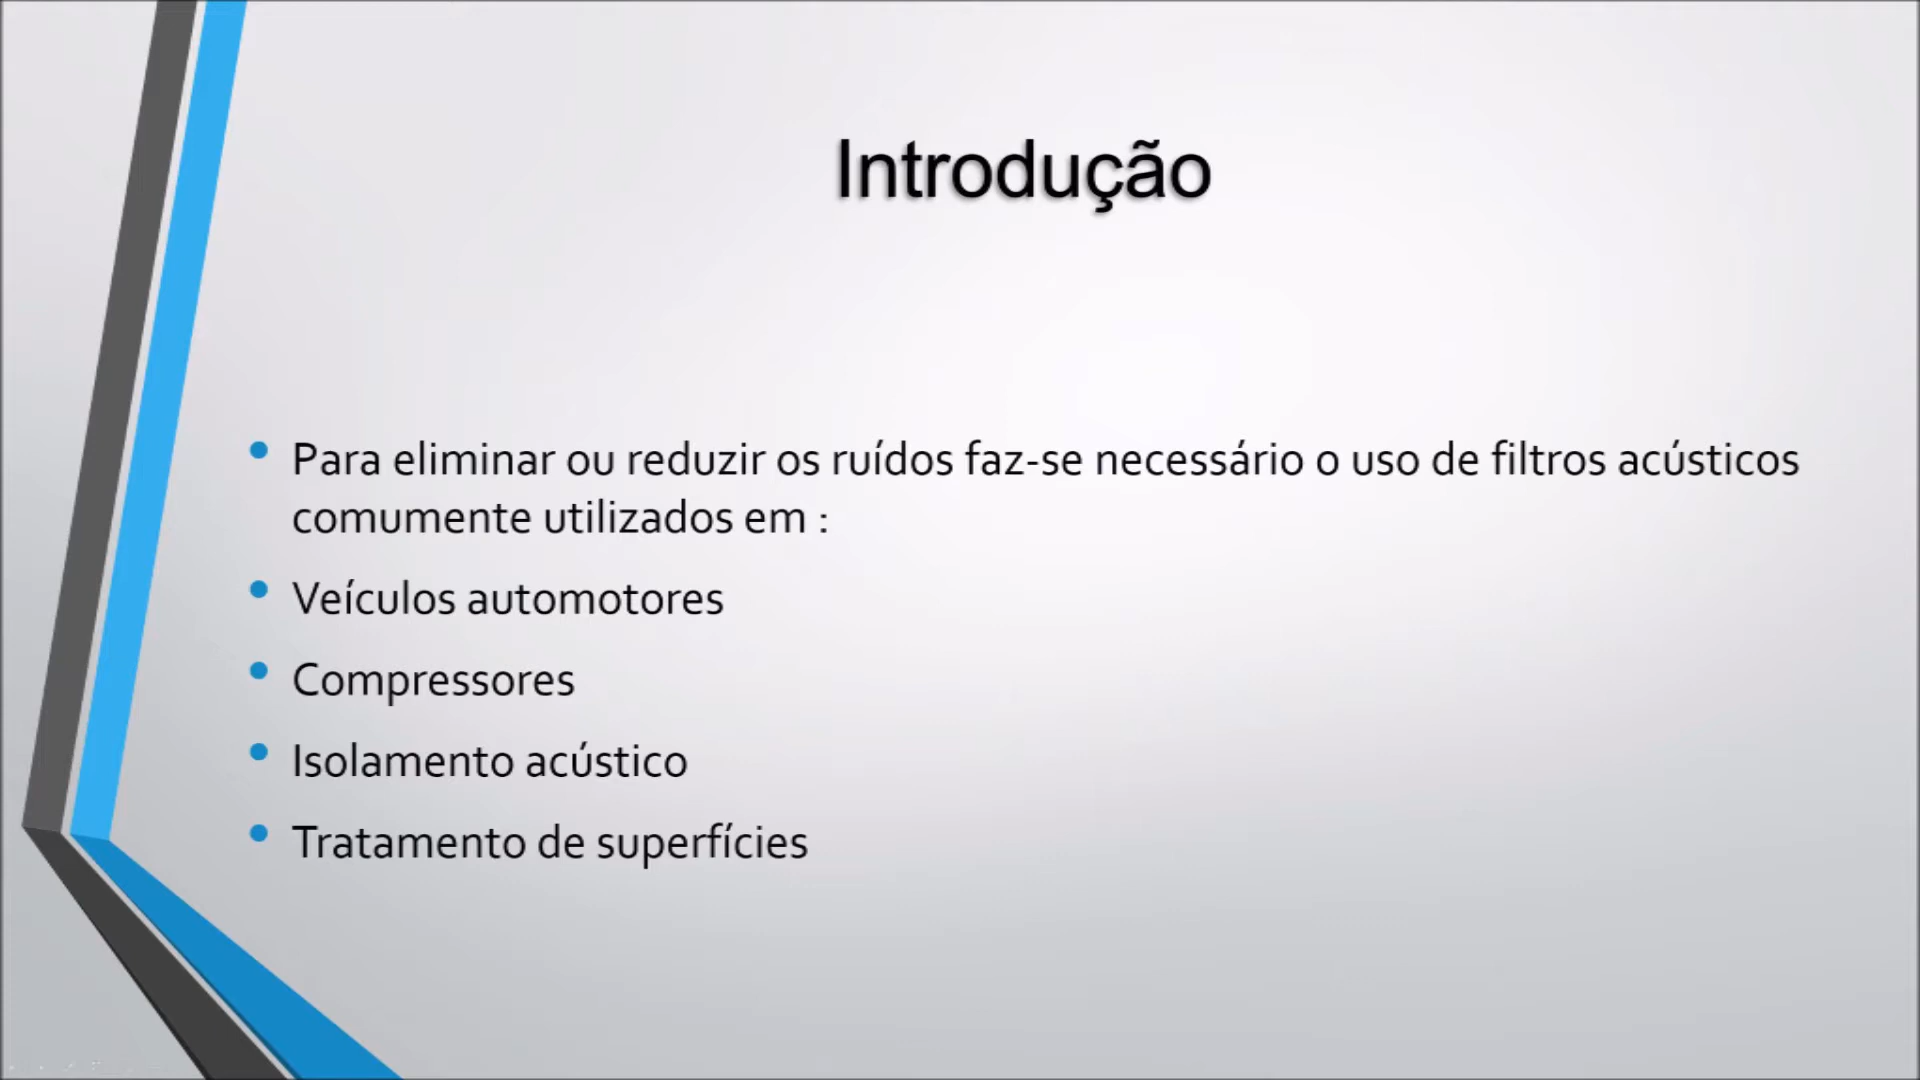 Introdução
• Para eliminar ou reduzir os ruídos faz-se necessário o uso de filtros acústicos
comumente utilizados em :
• Veículos automotores
• Compressores
• Isolamento acústico
• Tratamento de superfícies